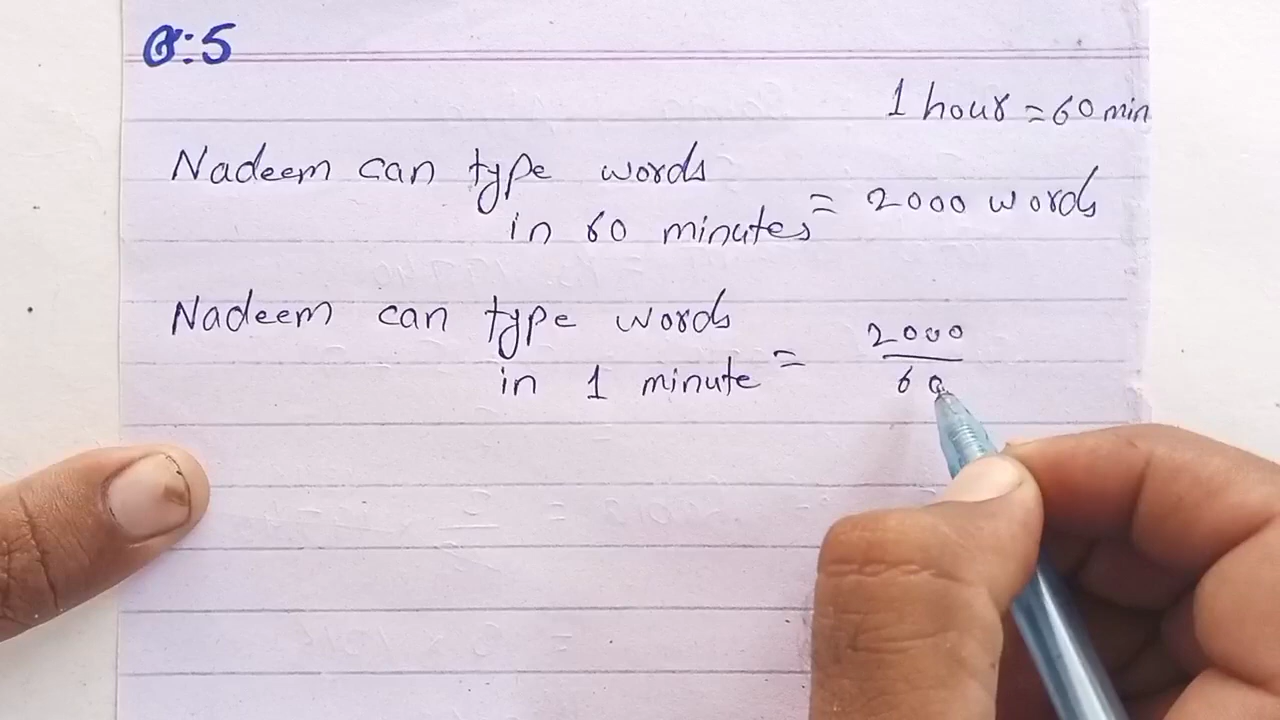 Q:5
1 hour = 60 min
Nadeem can type words
in 60 minutes = 2000 words
Nadeem can type words
in 1 minute = 2000
60